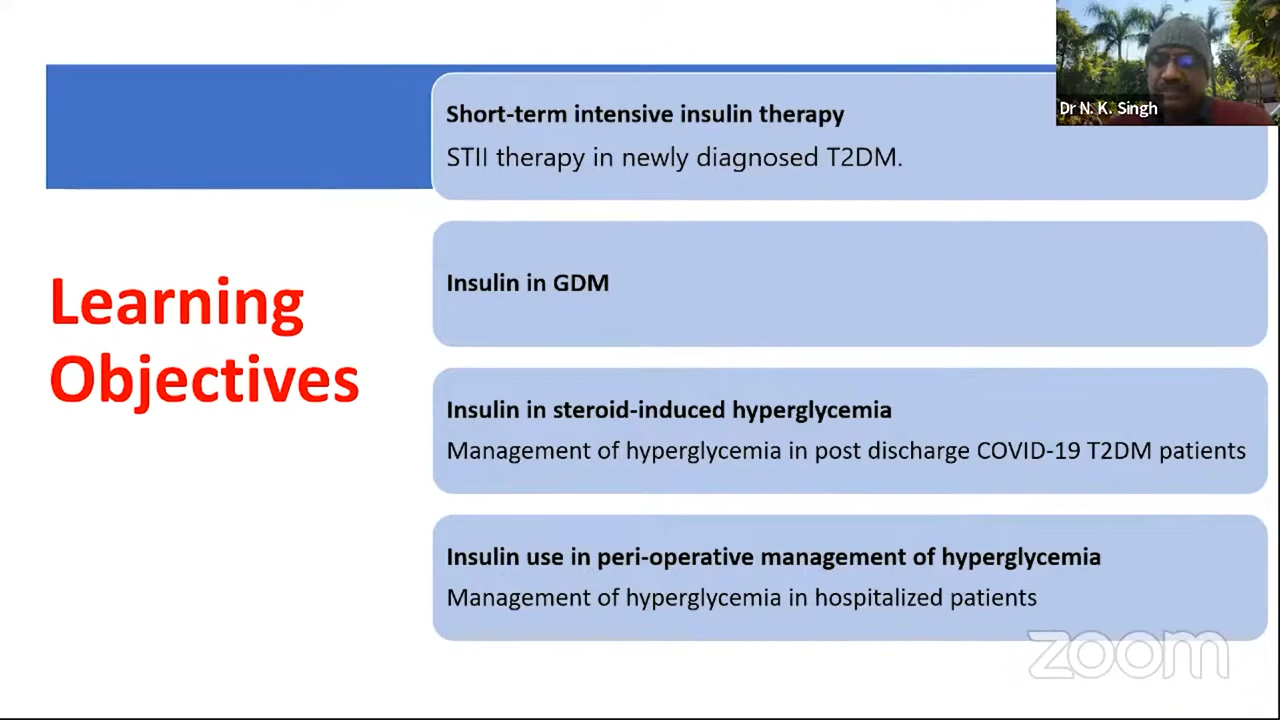 Dr N. K. Singh
Short-term intensive insulin therapy
STII therapy in newly diagnosed T2DM.
Learning
Objectives
Insulin in GDM
Insulin in steroid-induced hyperglycemia
Management of hyperglycemia in post discharge COVID-19 T2DM patients
Insulin use in peri-operative management of hyperglycemia
Management of hyperglycemia in hospitalized patients
zoom